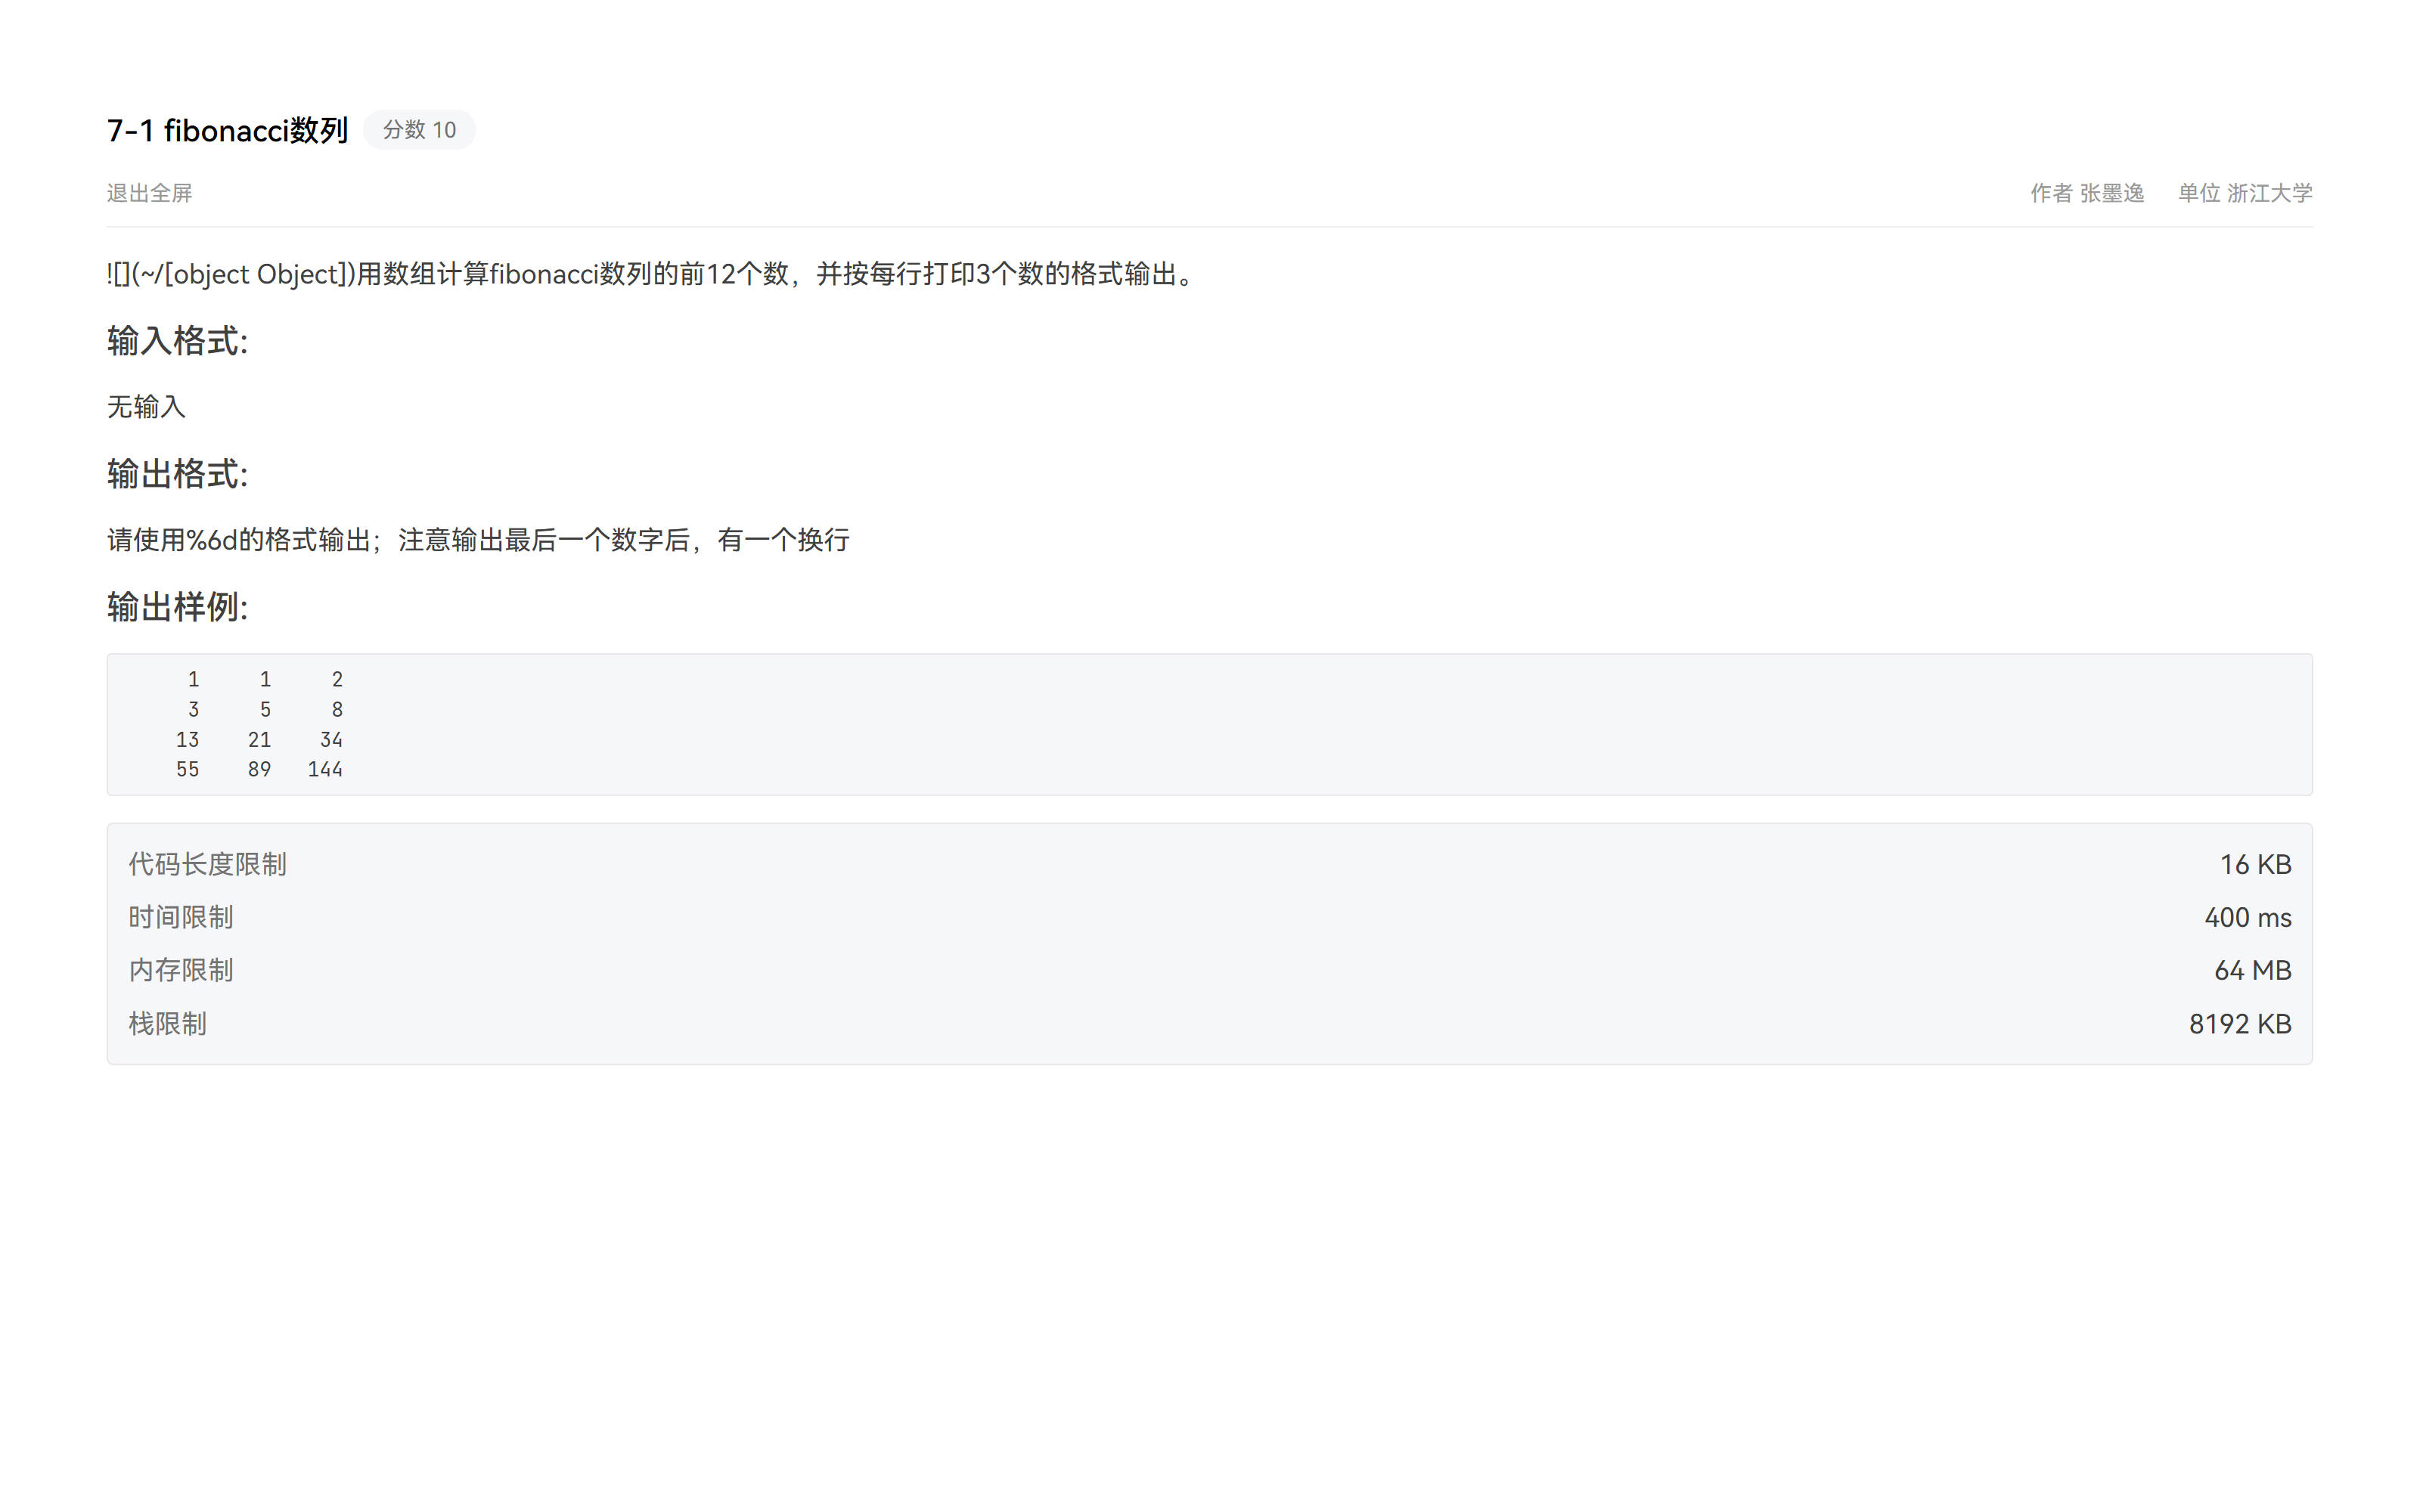 7-1 fibonacci数列 分数 10
退出全屏 作者 张墨逸 单位 浙江大学
![](~/[object Object])用数组计算fibonacci数列的前12个数，并按每行打印3个数的格式输出。
输入格式:
无输入
输出格式:
请使用%6d的格式输出；注意输出最后一个数字后，有一个换行
输出样例:
     1     1     2
     3     5     8
    13    21    34
    55    89   144
代码长度限制 16 KB
时间限制 400 ms
内存限制 64 MB
栈限制 8192 KB